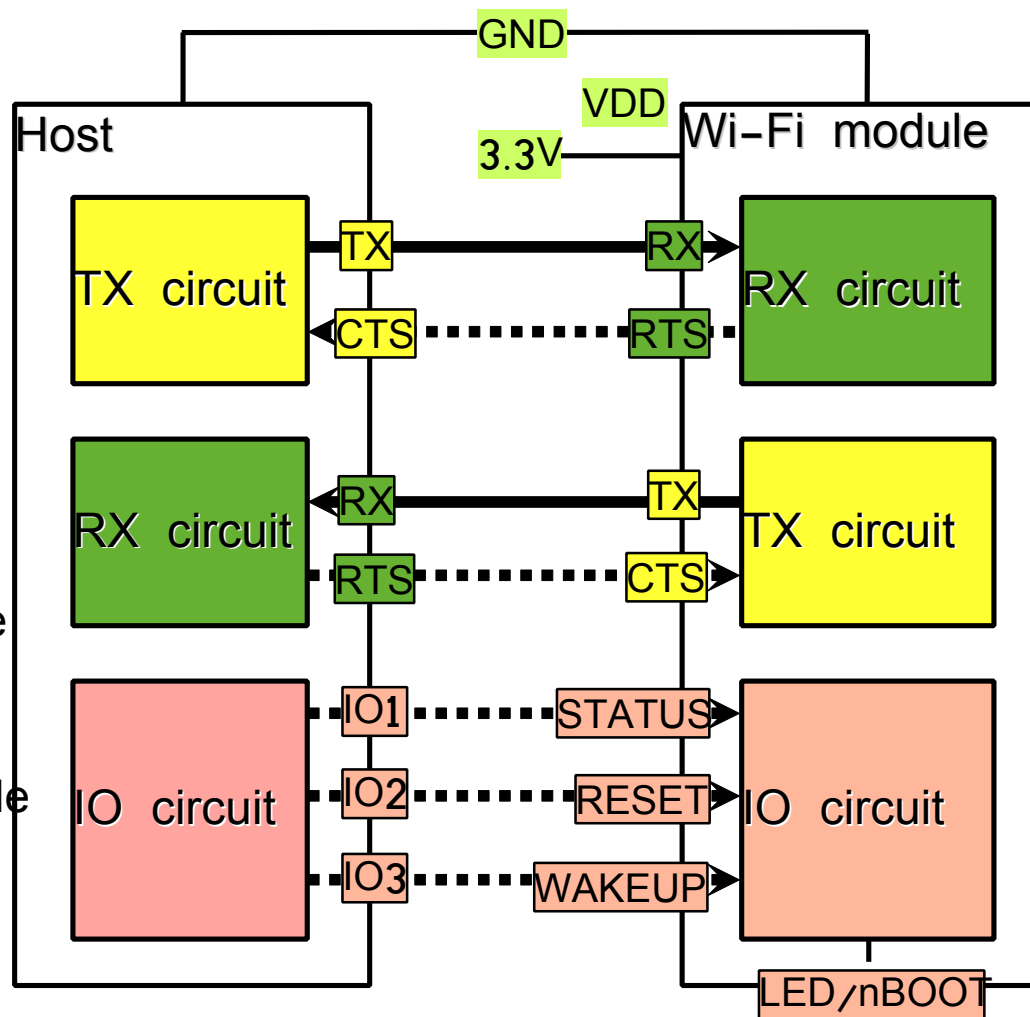 GND
VDD
Host
Wi-Fi module
3.3V
TX
RX
TX circuit
RX circuit
CTS
RTS
RX
TX
RX circuit
TX circuit
RTS
CTS
IO1
STATUS
IO circuit
IO2
RESET
IO circuit
IO3
WAKEUP
LED/nBOOT